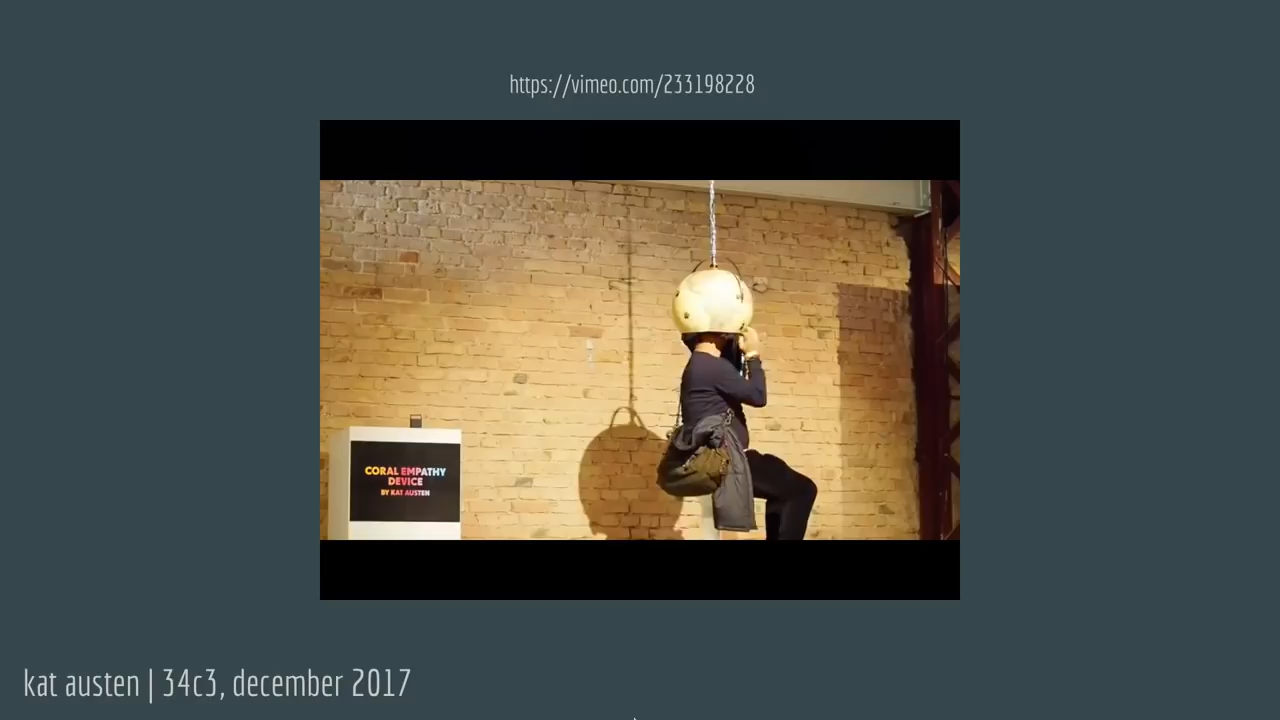 https://vimeo.com/233198228
CORAL EMPATHY
DEVICE
BY KAT AUSTEN
kat austen | 34c3, december 2017